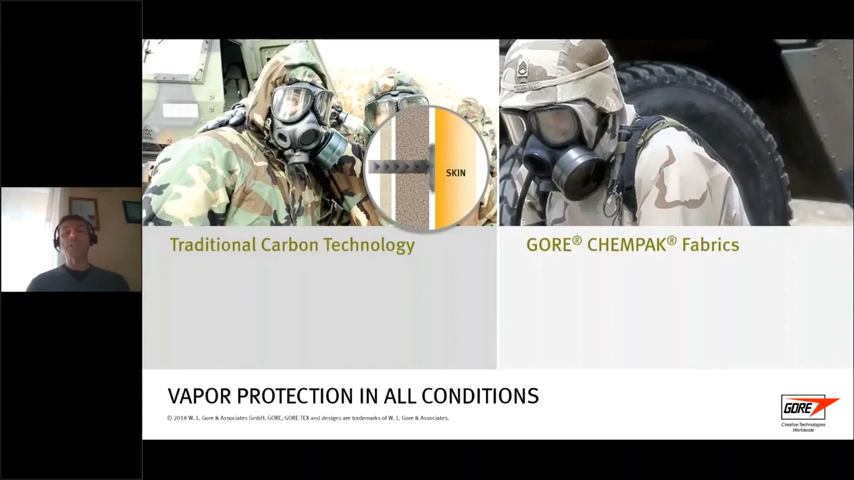 SKIN
Traditional Carbon Technology
GORE® CHEMPAK® Fabrics
VAPOR PROTECTION IN ALL CONDITIONS
© 2018 W. L. Gore & Associates GmbH. GORE, GORE-TEX and designs are trademarks of W. L. Gore & Associates.
GORE
Creative Technologies
Worldwide